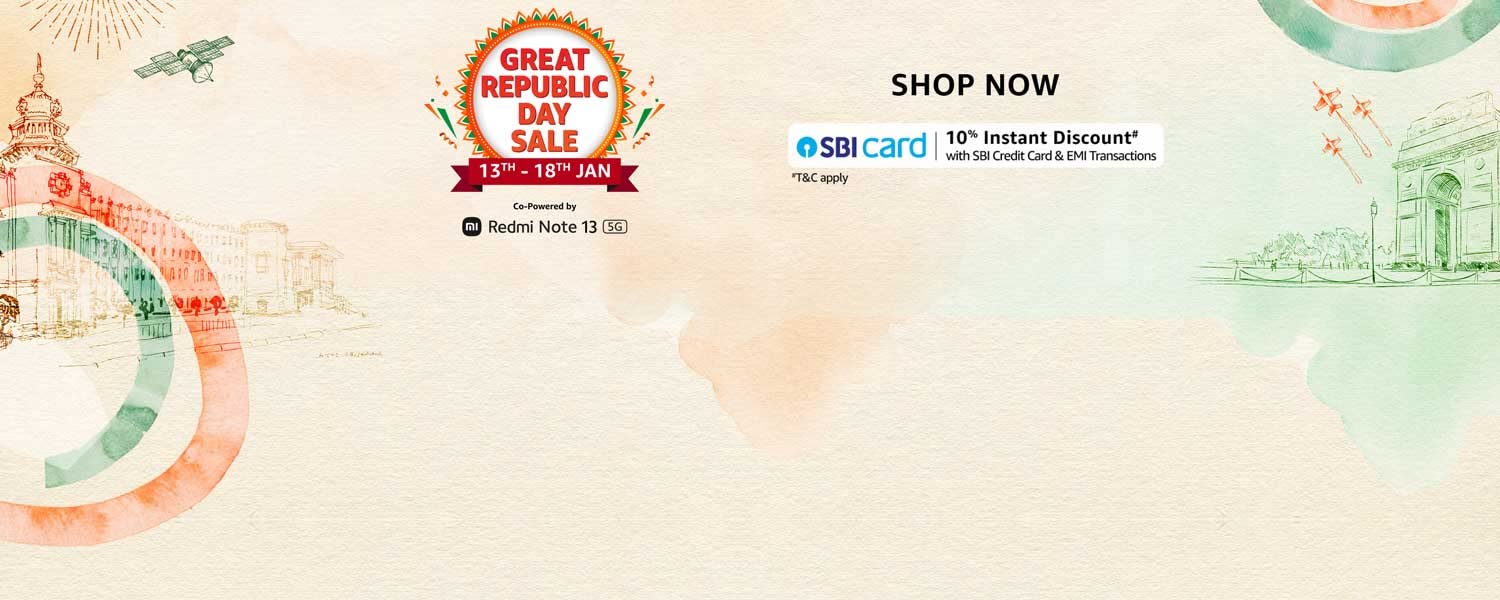 GREAT
REPUBLIC
DAY
SALE
13TH - 18TH JAN
Co-Powered by
mi Redmi Note 13 5G
SHOP NOW
SBI card 10% Instant Discount#
with SBI Credit Card & EMI Transactions
#T&C apply